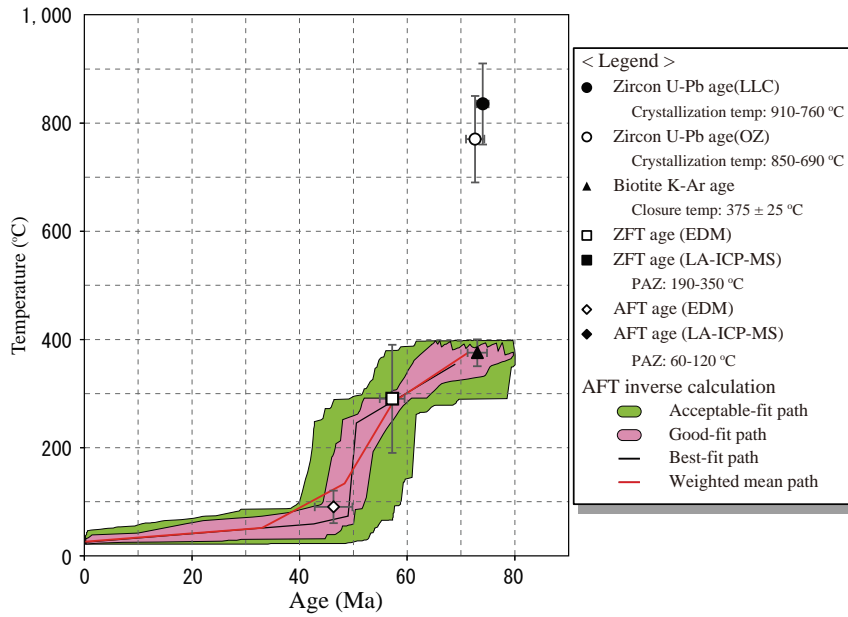 1,000
800
600
400
200
0
Temperature (°C)
0
20
40
60
80
Age (Ma)
< Legend >
Zircon U-Pb age(LLC)
Crystallization temp: 910-760 °C
Zircon U-Pb age(OZ)
Crystallization temp: 850-690 °C
Biotite K-Ar age
Closure temp: 375 ± 25 °C
ZFT age (EDM)
ZFT age (LA-ICP-MS)
PAZ: 190-350 °C
AFT age (EDM)
AFT age (LA-ICP-MS)
PAZ: 60-120 °C
AFT inverse calculation
Acceptable-fit path
Good-fit path
Best-fit path
Weighted mean path